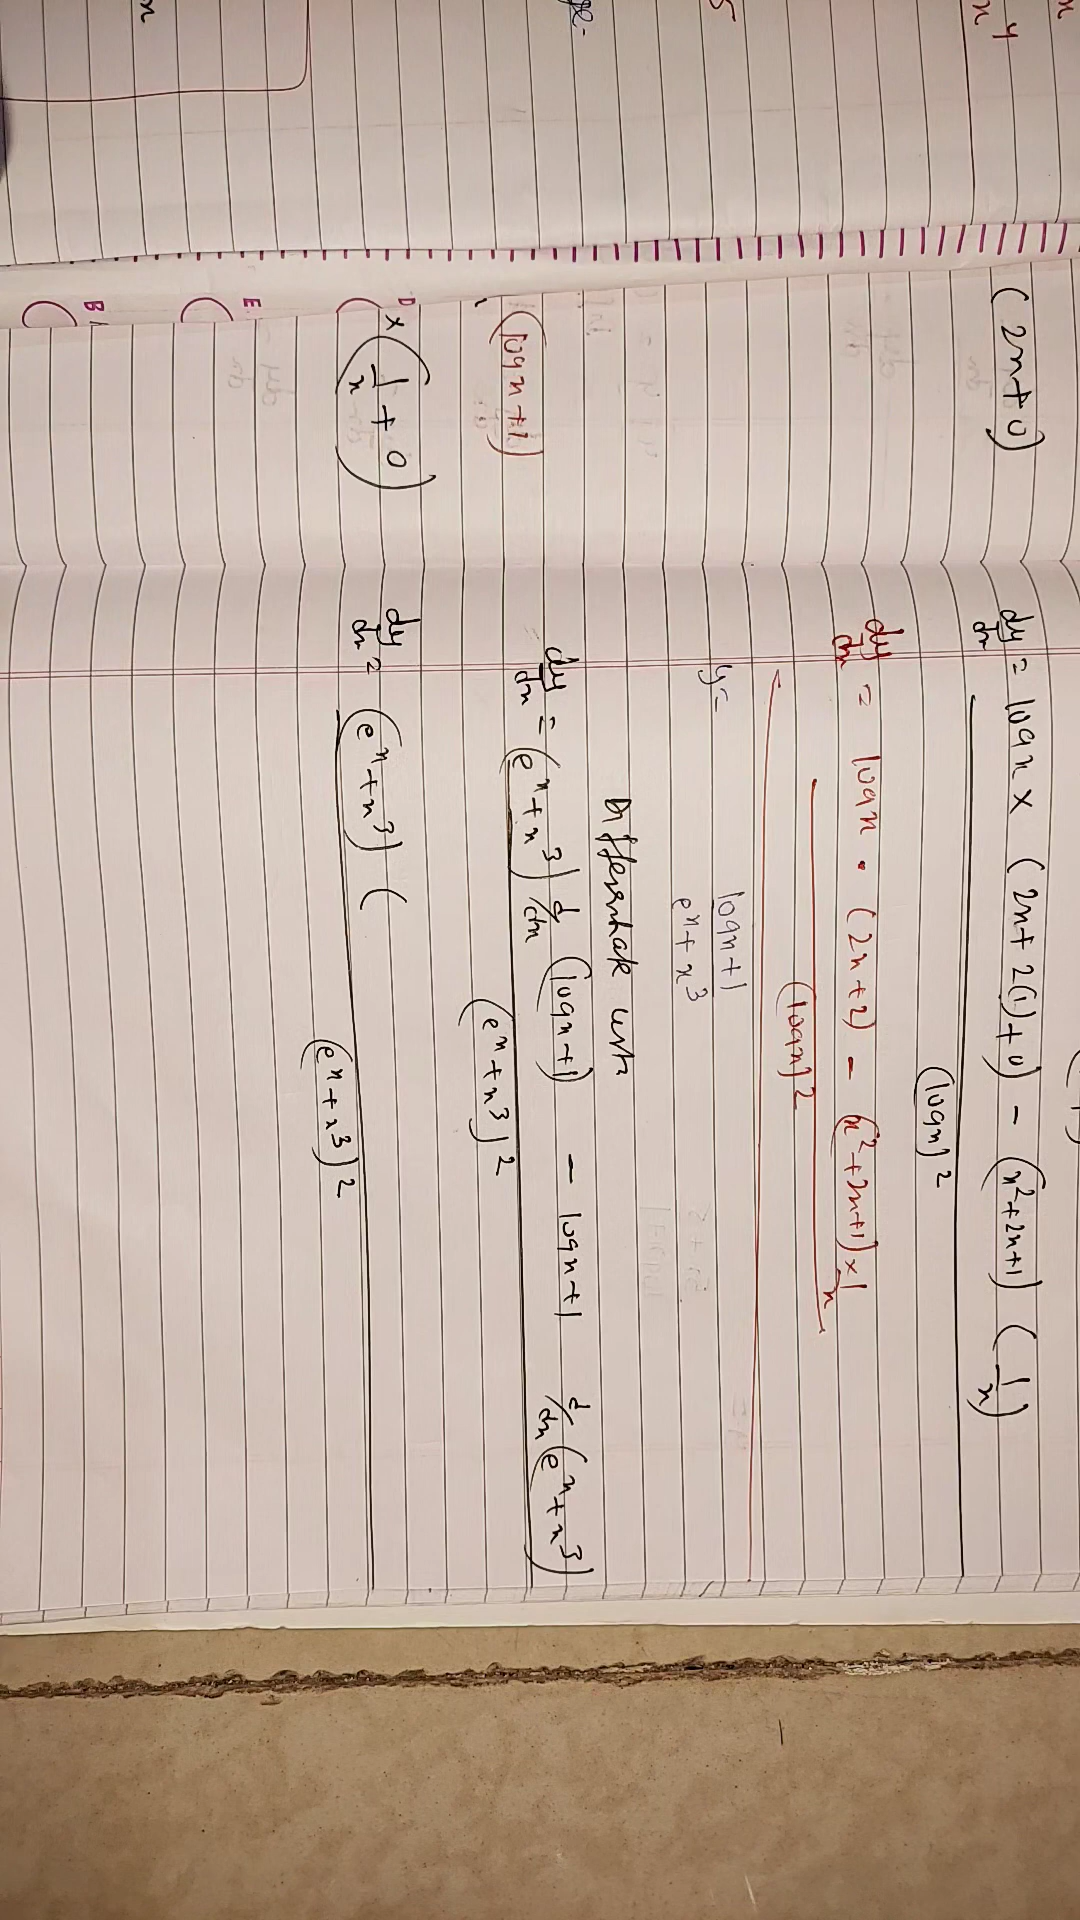 (2x+0)
x 4
5
x
(logx+1)
D × (1/x + 0)
E
B
dy/dx = logx × (2x+2(1)+0) - (x²+2x+1) (1/x)
(logx)²
dy/dx = logx · (2x+2) - (x²+2x+1) × 1/x
(logx)²
y = logx+1
e^x + x³
Differentiate wrt x
dy/dx = (e^x + x³) d/dx (logx+1) - logx+1 d/dx (e^x + x³)
(e^x + x³)²
dy/dx = (e^x + x³) (
(e^x + x³)²